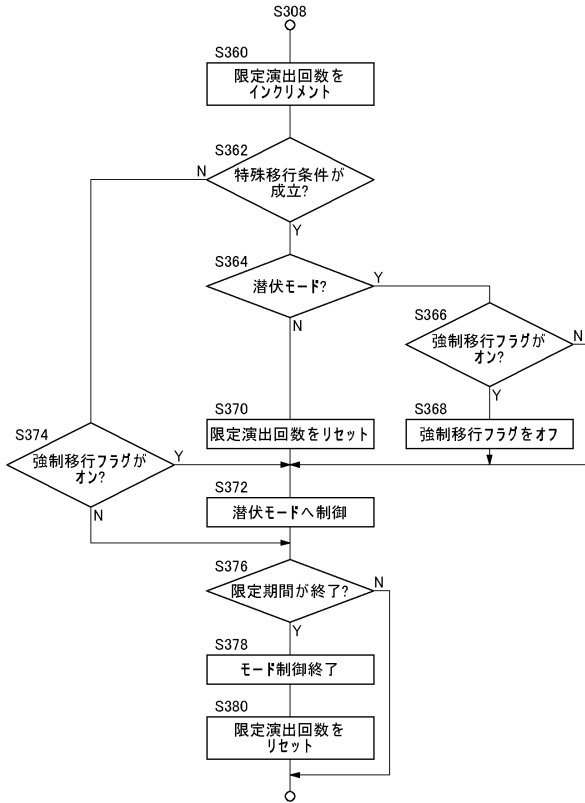 S308
S360
限定演出回数を
インクリメント
S362
特殊移行条件が
成立?
N
Y
S364
潜伏モード?
Y
N
S366
強制移行フラグが
オン?
N
Y
S370
限定演出回数をリセット
S368
強制移行フラグをオフ
S374
強制移行フラグが
オン?
Y
N
S372
潜伏モードへ制御
S376
限定期間が終了?
N
Y
S378
モード制御終了
S380
限定演出回数を
リセット